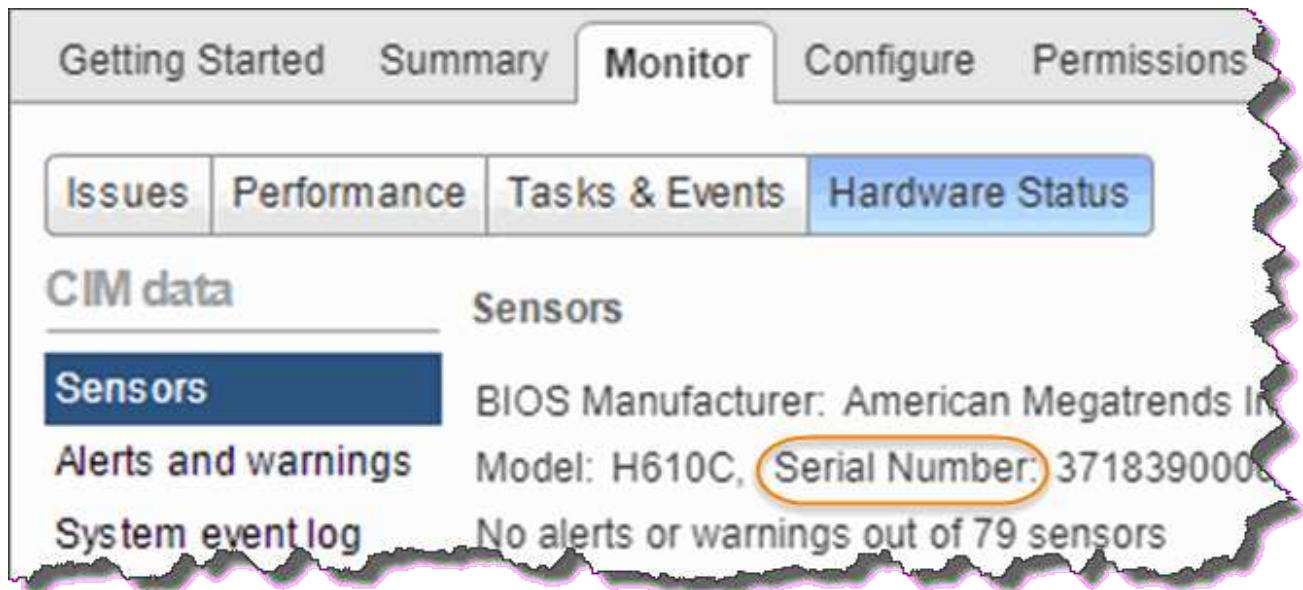 Getting Started Summary Monitor Configure Permissions
Issues Performance Tasks & Events Hardware Status
CIM data
Sensors
Sensors
BIOS Manufacturer: American Megatrends
Alerts and warnings
Model: H610C, Serial Number:
System event log
No alerts or warnings out of 79 sensors